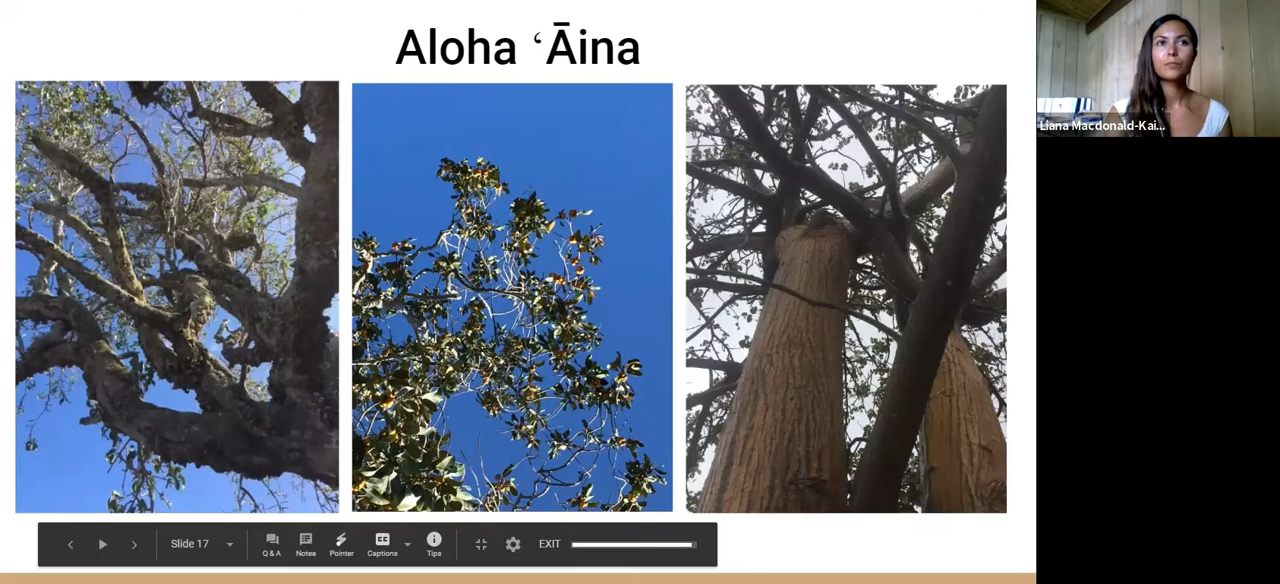 Aloha ʻĀina
Liana Macdonald-Kai...
Slide 17
Q & A
Notes
Pointer
Captions
Tips
EXIT